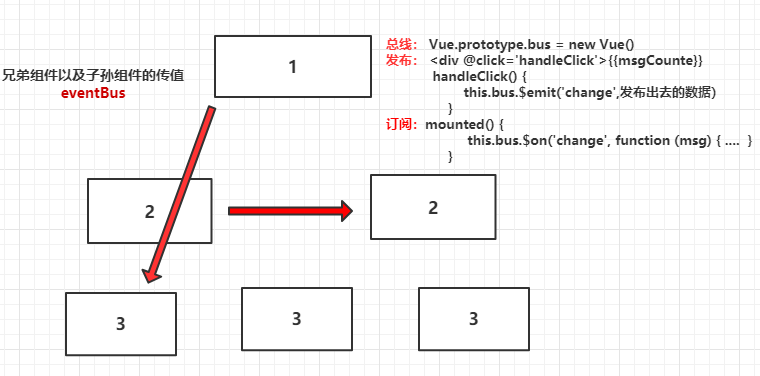 兄弟组件以及子孙组件的传值
eventBus
1
总线： Vue.prototype.bus = new Vue()
发布： <div @click='handleClick'>{{msgCounte}}
handleClick() {
this.bus.$emit('change',发布出去的数据)
}
订阅：mounted() {
this.bus.$on('change', function (msg) { .... }
}
2
2
3
3
3